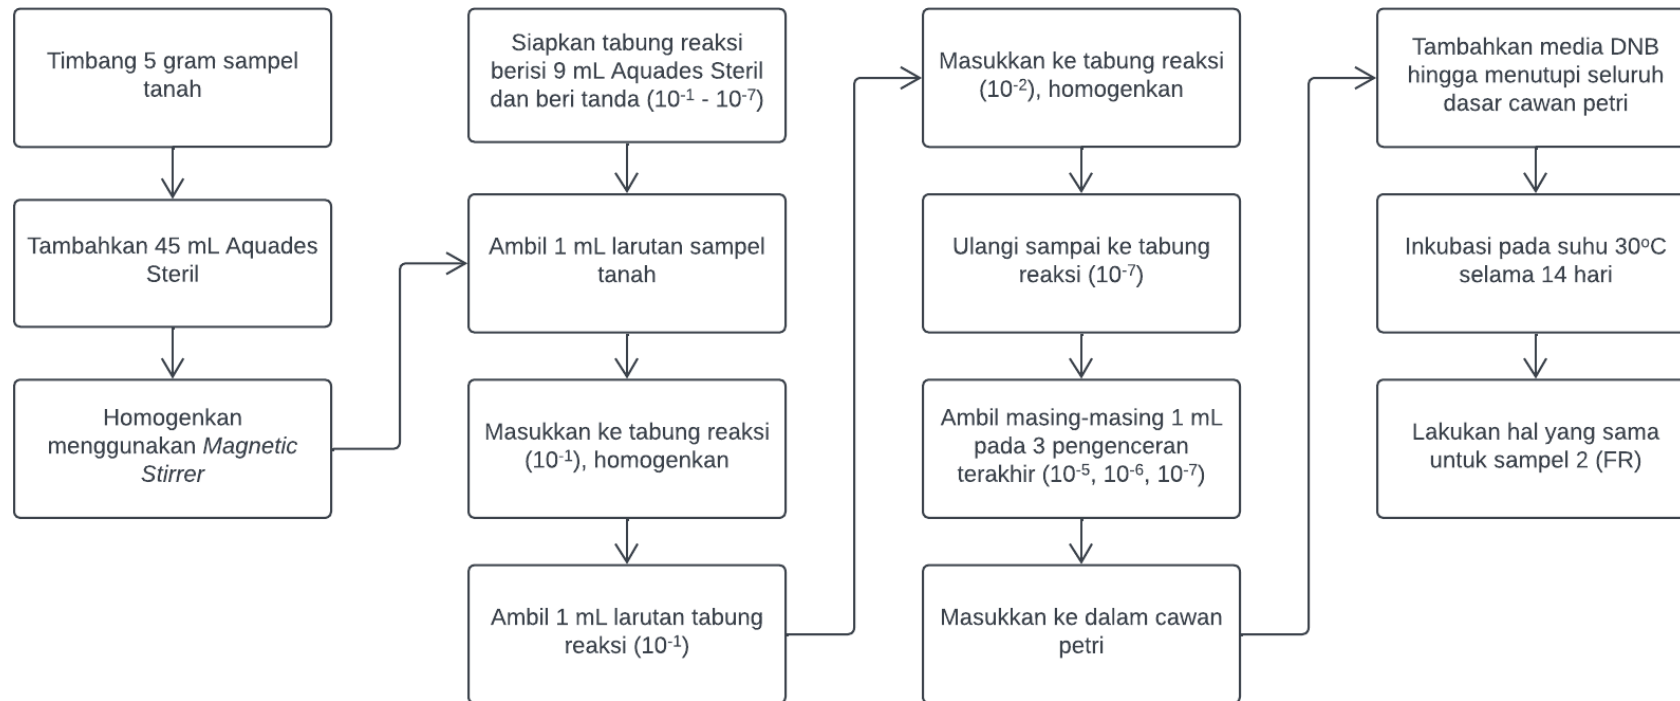 Timbang 5 gram sampel
tanah
Tambahkan 45 mL Aquades
Steril
Homogenkan
menggunakan Magnetic
Stirrer
Siapkan tabung reaksi
berisi 9 mL Aquades Steril
dan beri tanda (10⁻¹ - 10⁻⁷)
Ambil 1 mL larutan sampel
tanah
Masukkan ke tabung reaksi
(10⁻¹), homogenkan
Ambil 1 mL larutan tabung
reaksi (10⁻¹)
Masukkan ke tabung reaksi
(10⁻²), homogenkan
Ulangi sampai ke tabung
reaksi (10⁻⁷)
Ambil masing-masing 1 mL
pada 3 pengenceran
terakhir (10⁻⁵, 10⁻⁶, 10⁻⁷)
Masukkan ke dalam cawan
petri
Tambahkan media DNB
hingga menutupi seluruh
dasar cawan petri
Inkubasi pada suhu 30ᵒC
selama 14 hari
Lakukan hal yang sama
untuk sampel 2 (FR)